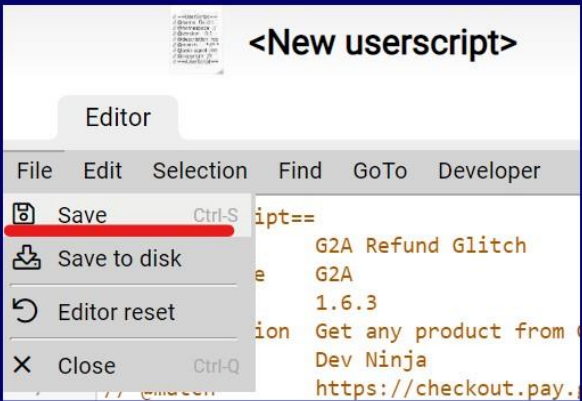 <New userscript>
Editor
File Edit Selection Find GoTo Developer
Save Ctrl-S ipt==
G2A Refund Glitch
Save to disk e G2A
1.6.3
Editor reset ion Get any product from
Close Ctrl-Q Dev Ninja
// @match https://checkout.pay.g